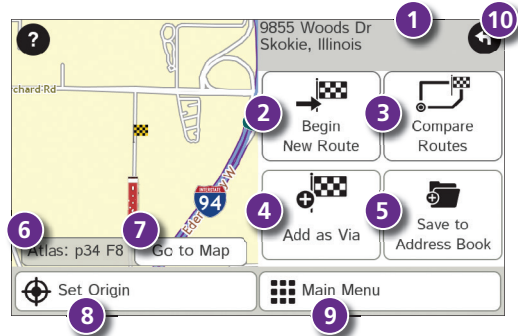 ?
9855 Woods Dr
Skokie, Illinois
1
10
chard Rd
2
Begin
New Route
3
Compare
Routes
INTERSTATE
94
Eden
4
Add as Via
5
Save to
Address Book
6
Atlas: p34 F8
7
Go to Map
8
Set Origin
9
Main Menu